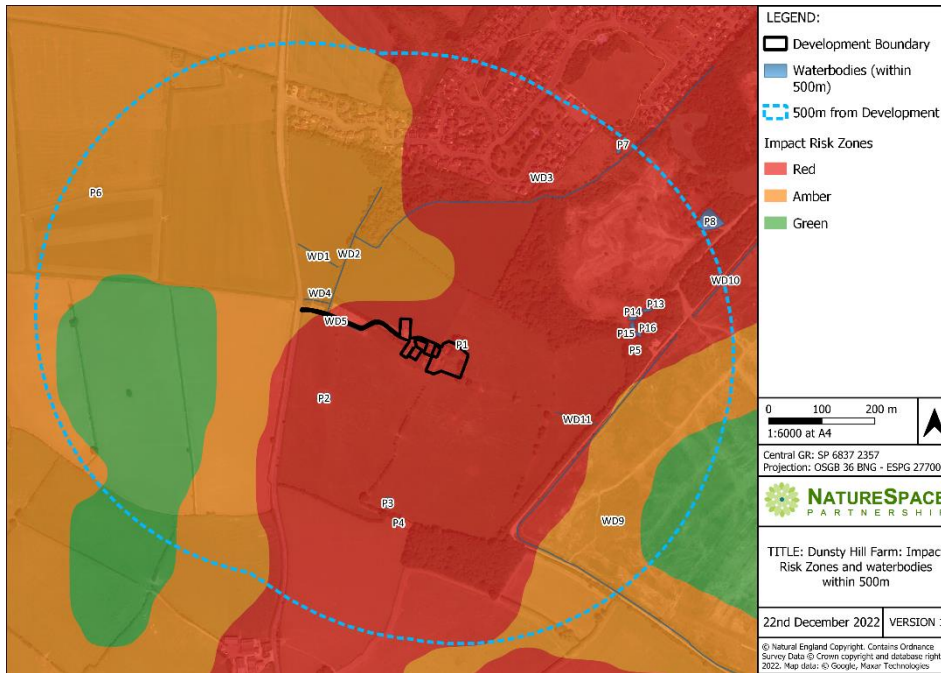 LEGEND:
Development Boundary
Waterbodies (within
500m)
500m from Development
Impact Risk Zones
Red
Amber
Green
P7
WD3
P6
P8
WD2
WD1
WD10
WD4
P13
P14
WD5
P16
P15
P1
P5
P2
WD11
P3
P4
WD9
0 100 200 m
1:6000 at A4
Central GR: SP 6837 2357
Projection: OSGB 36 BNG - ESPG 27700
NATURESPACE
PARTNERSHIP
TITLE: Dunsty Hill Farm: Impac
Risk Zones and waterbodies
within 500m
22nd December 2022 VERSION 1
© Natural England Copyright. Contains Ordnance
Survey Data © Crown copyright and database right
2022. Map data: © Google, Maxar Technologies